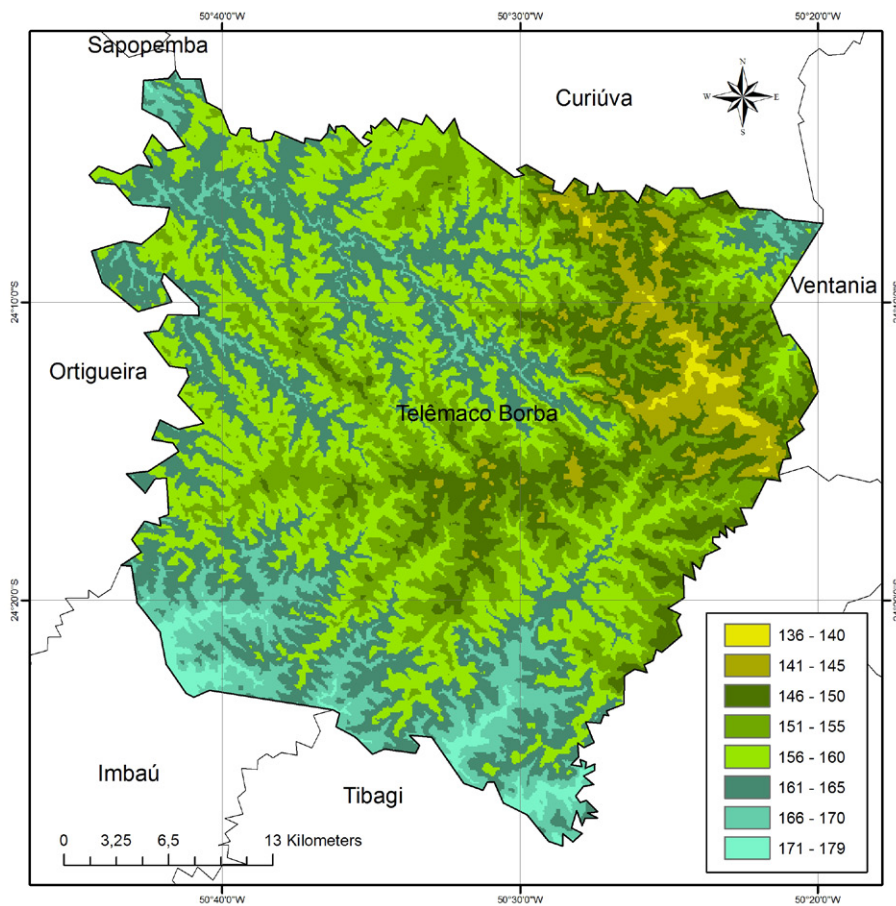 50°40'0"W 50°30'0"W 50°20'0"W
Sapopemba
Curiúva
N
W E
S
Ventania
24°10'0"S
Ortigueira
Telêmaco Borba
24°20'0"S
136 - 140
141 - 145
146 - 150
151 - 155
156 - 160
161 - 165
166 - 170
171 - 179
Imbaú
Tibagi
0 3,25 6,5 13 Kilometers
50°40'0"W 50°30'0"W 50°20'0"W